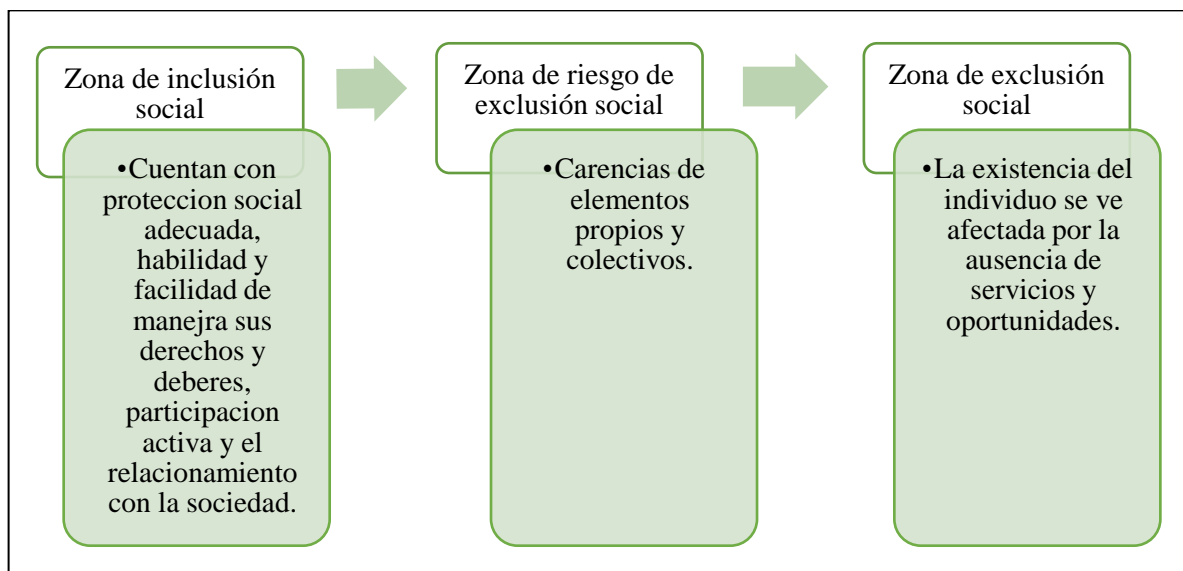 Zona de inclusión
social
•Cuentan con
proteccion social
adecuada,
habilidad y
facilidad de
manejra sus
derechos y
deberes,
participacion
activa y el
relacionamiento
con la sociedad.
Zona de riesgo de
exclusión social
•Carencias de
elementos
propios y
colectivos.
Zona de exclusión
social
•La existencia del
individuo se ve
afectada por la
ausencia de
servicios y
oportunidades.